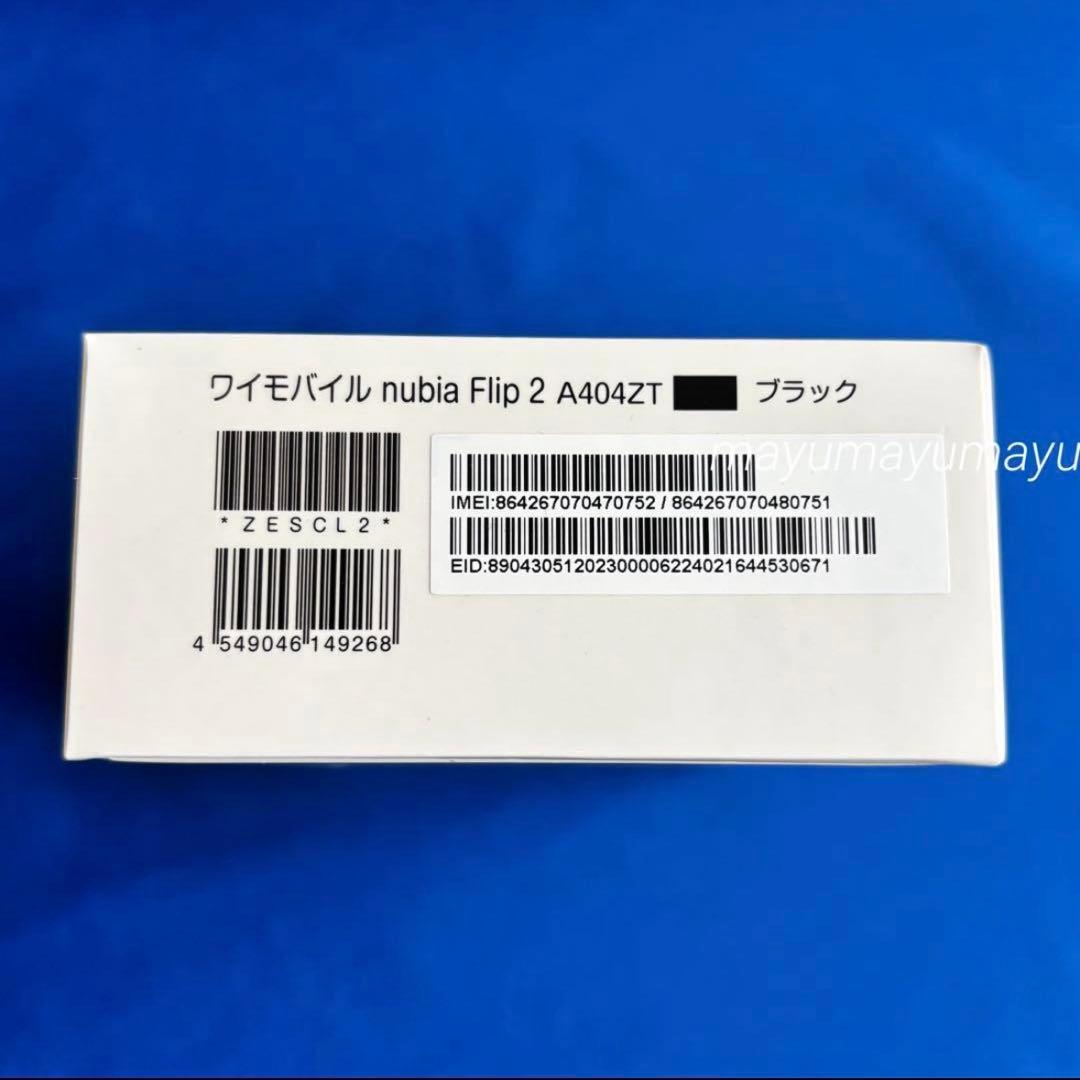 ワイモバイル nubia Flip 2 A404ZT ブラック
mayumayumayu
IMEI:864267070470752 / 864267070480751
*ZESCL2*
EID:89043051202300006224021644530671
4 549046 149268